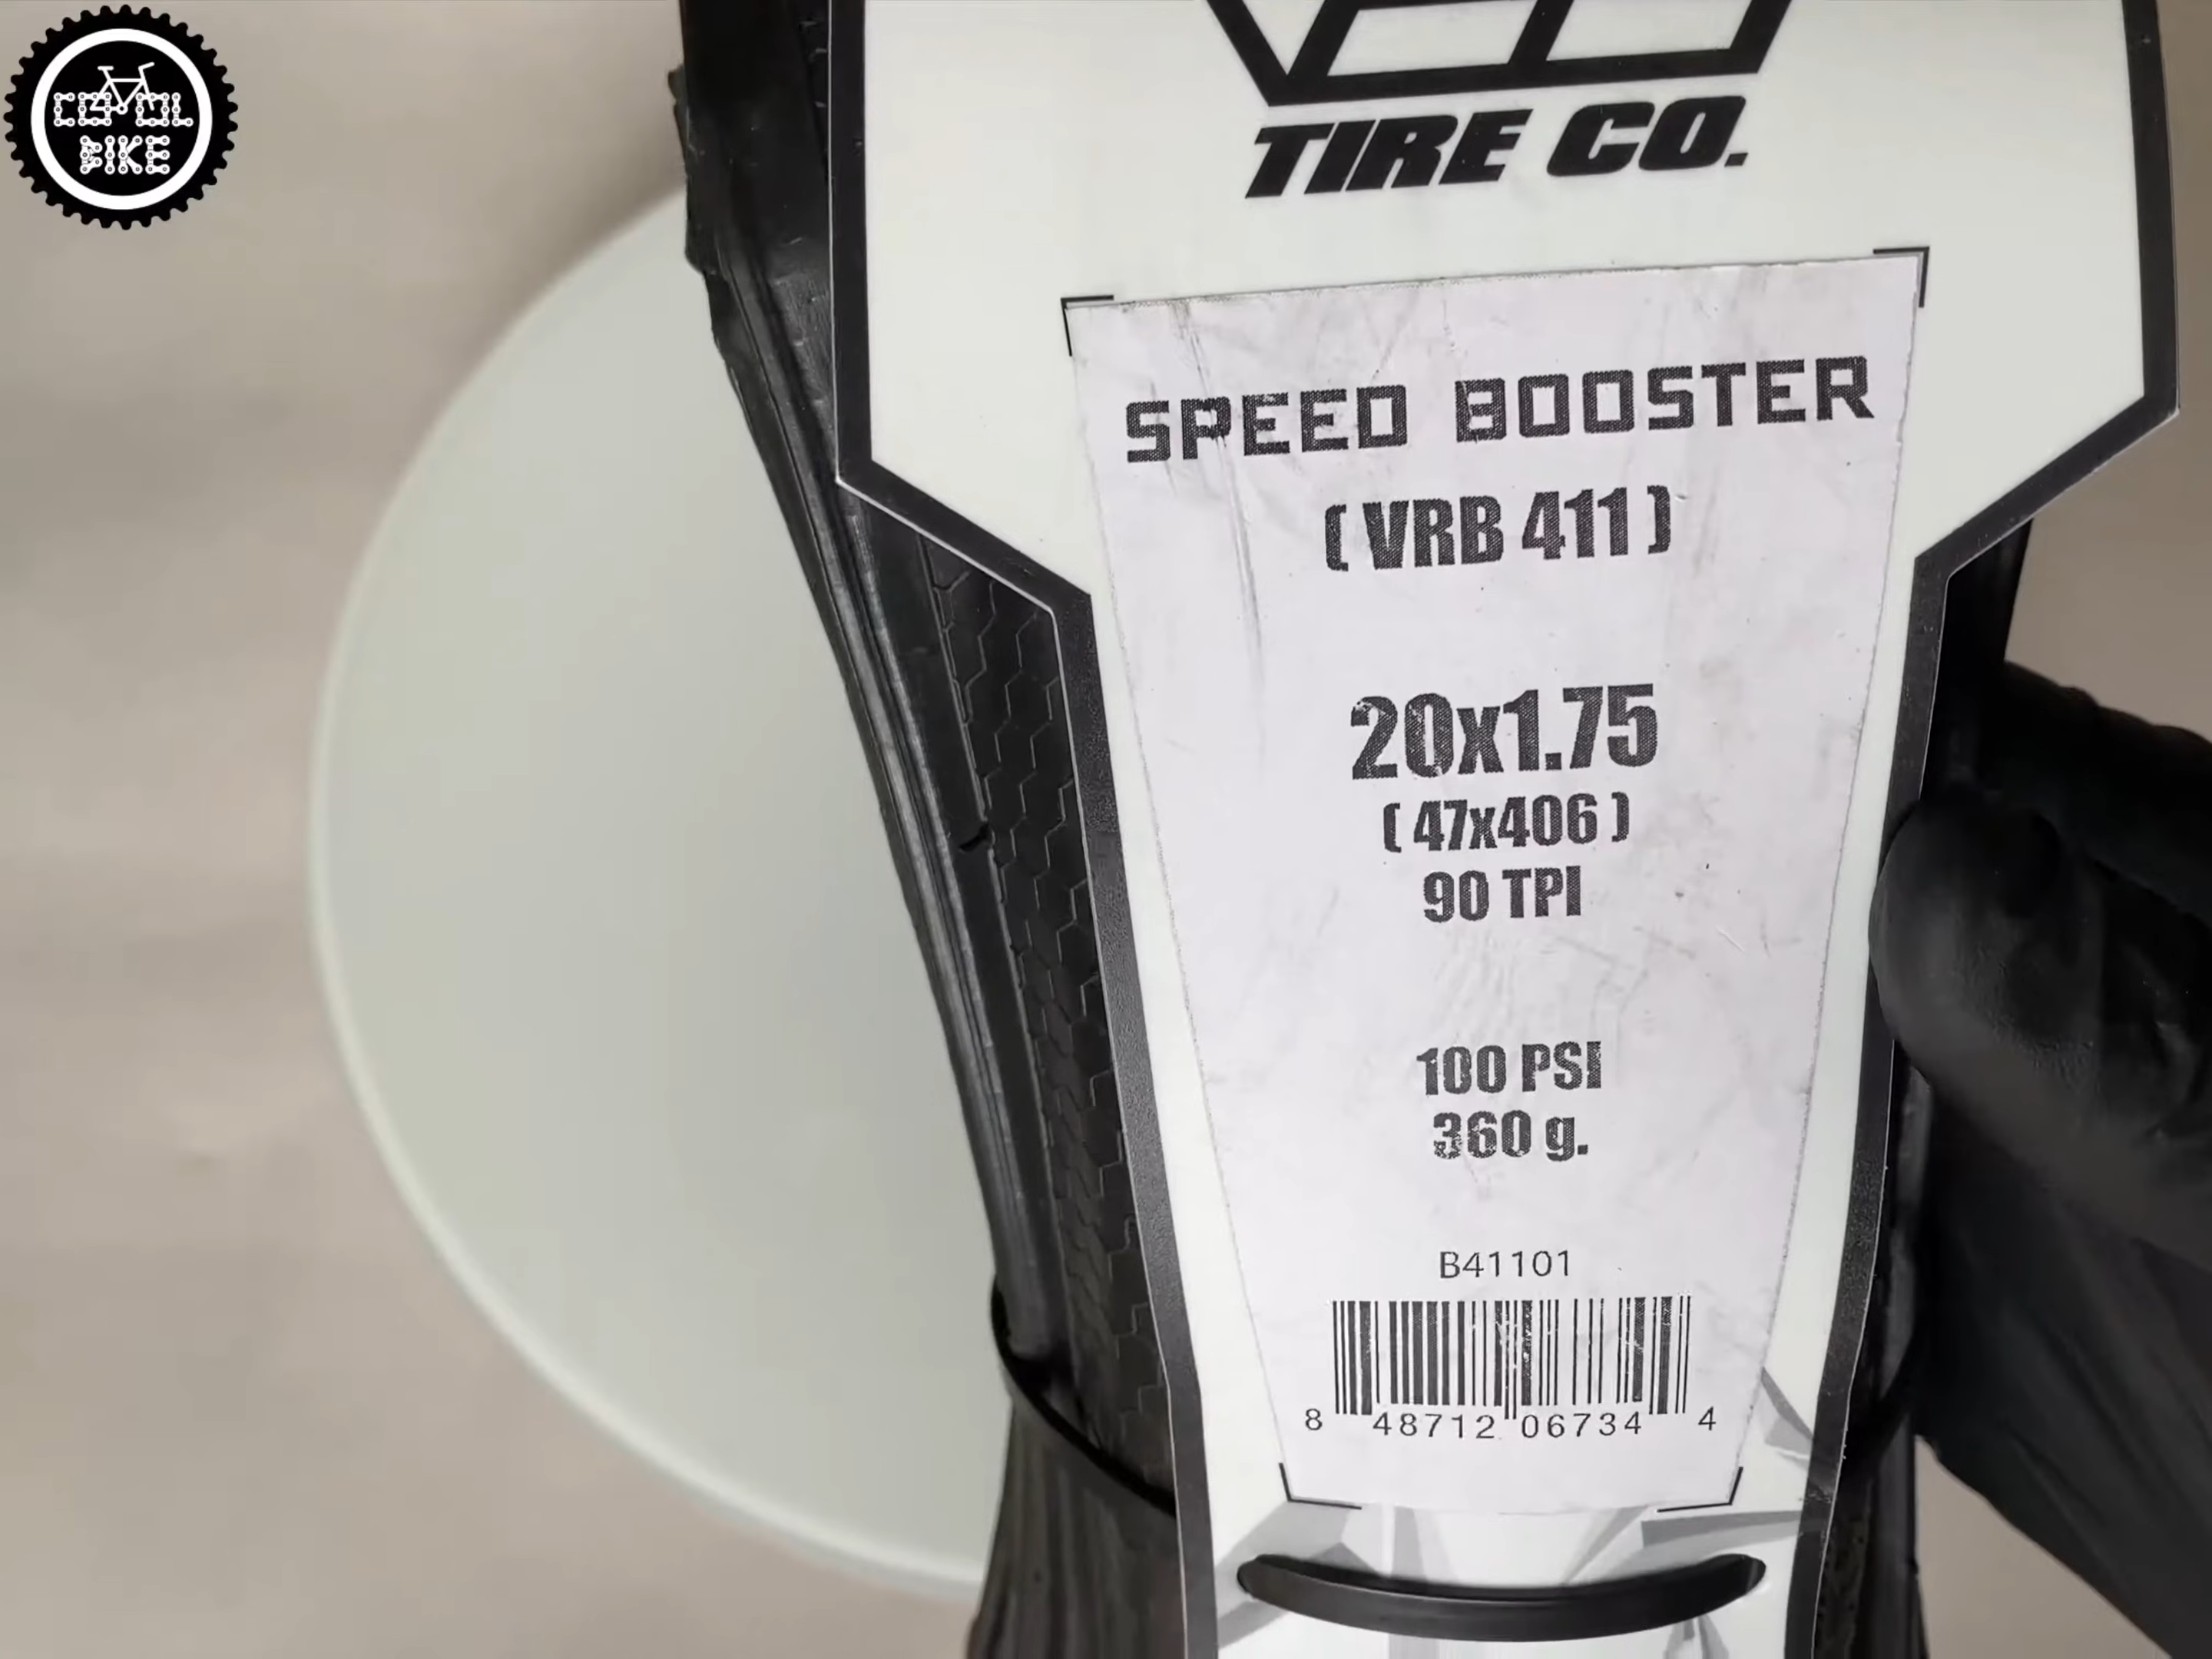 BIKE
TIRE CO.
SPEED BOOSTER
( VRB 411 )
20x1.75
( 47x406 )
90 TPI
100 PSI
360 g.
B41101
8 48712 06734 4